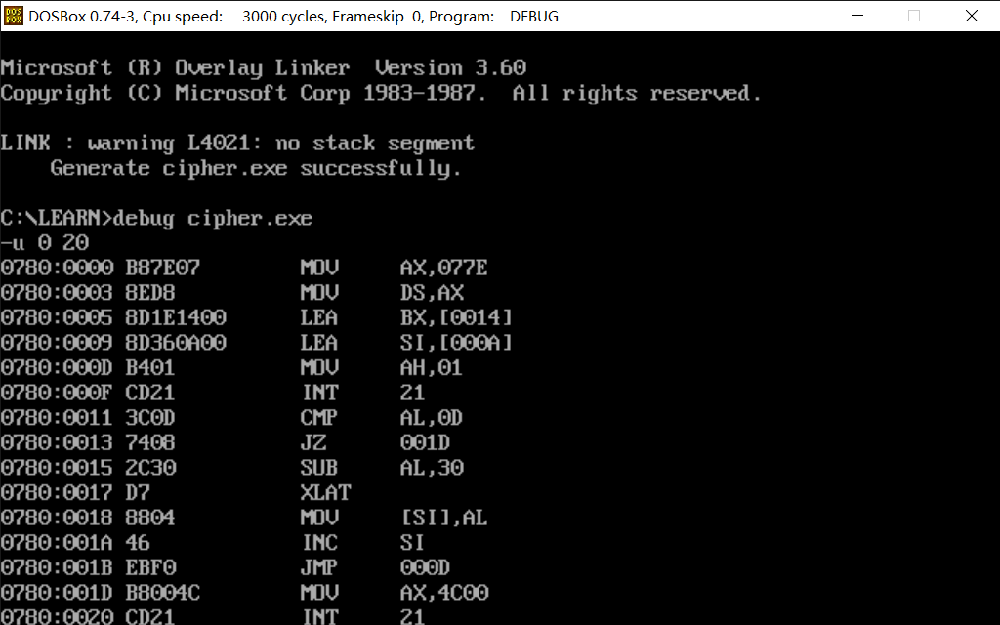 DOSBox 0.74-3, Cpu speed: 3000 cycles, Frameskip 0, Program: DEBUG
Microsoft (R) Overlay Linker Version 3.60
Copyright (C) Microsoft Corp 1983-1987. All rights reserved.
LINK : warning L4021: no stack segment
Generate cipher.exe successfully.
C:\LEARN>debug cipher.exe
-u 0 20
0780:0000 B87E07 MOV AX,077E
0780:0003 8ED8 MOV DS,AX
0780:0005 8D1E1400 LEA BX,[0014]
0780:0009 8D360A00 LEA SI,[000A]
0780:000D B401 MOV AH,01
0780:000F CD21 INT 21
0780:0011 3C0D CMP AL,0D
0780:0013 7408 JZ 001D
0780:0015 2C30 SUB AL,30
0780:0017 D7 XLAT
0780:0018 8804 MOV [SI],AL
0780:001A 46 INC SI
0780:001B EBF0 JMP 000D
0780:001D B8004C MOV AX,4C00
0780:0020 CD21 INT 21